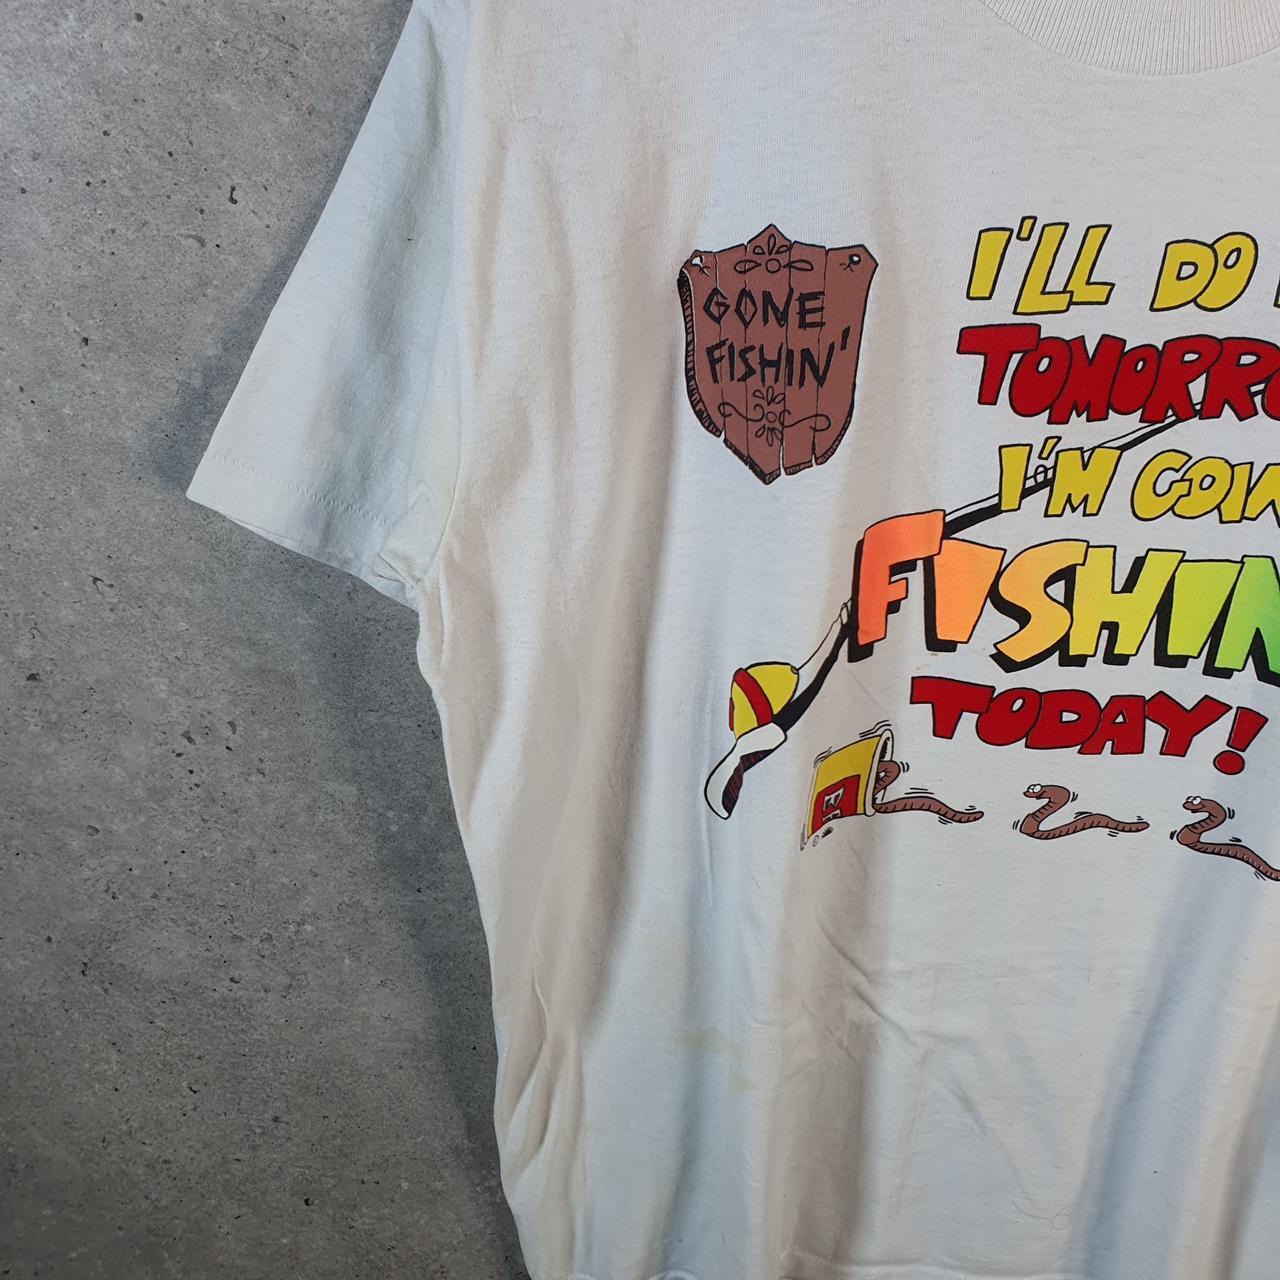 GONE
FISHIN'
I'LL DO
TOMORRO
I'M GOIN
FISHIN
TODAY!